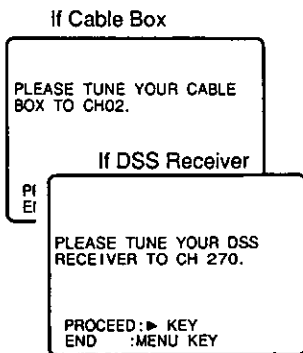 If Cable Box
PLEASE TUNE YOUR CABLE
BOX TO CH02.
If DSS Receiver
PLEASE TUNE YOUR DSS
RECEIVER TO CH 270.
PROCEED:► KEY
END :MENU KEY